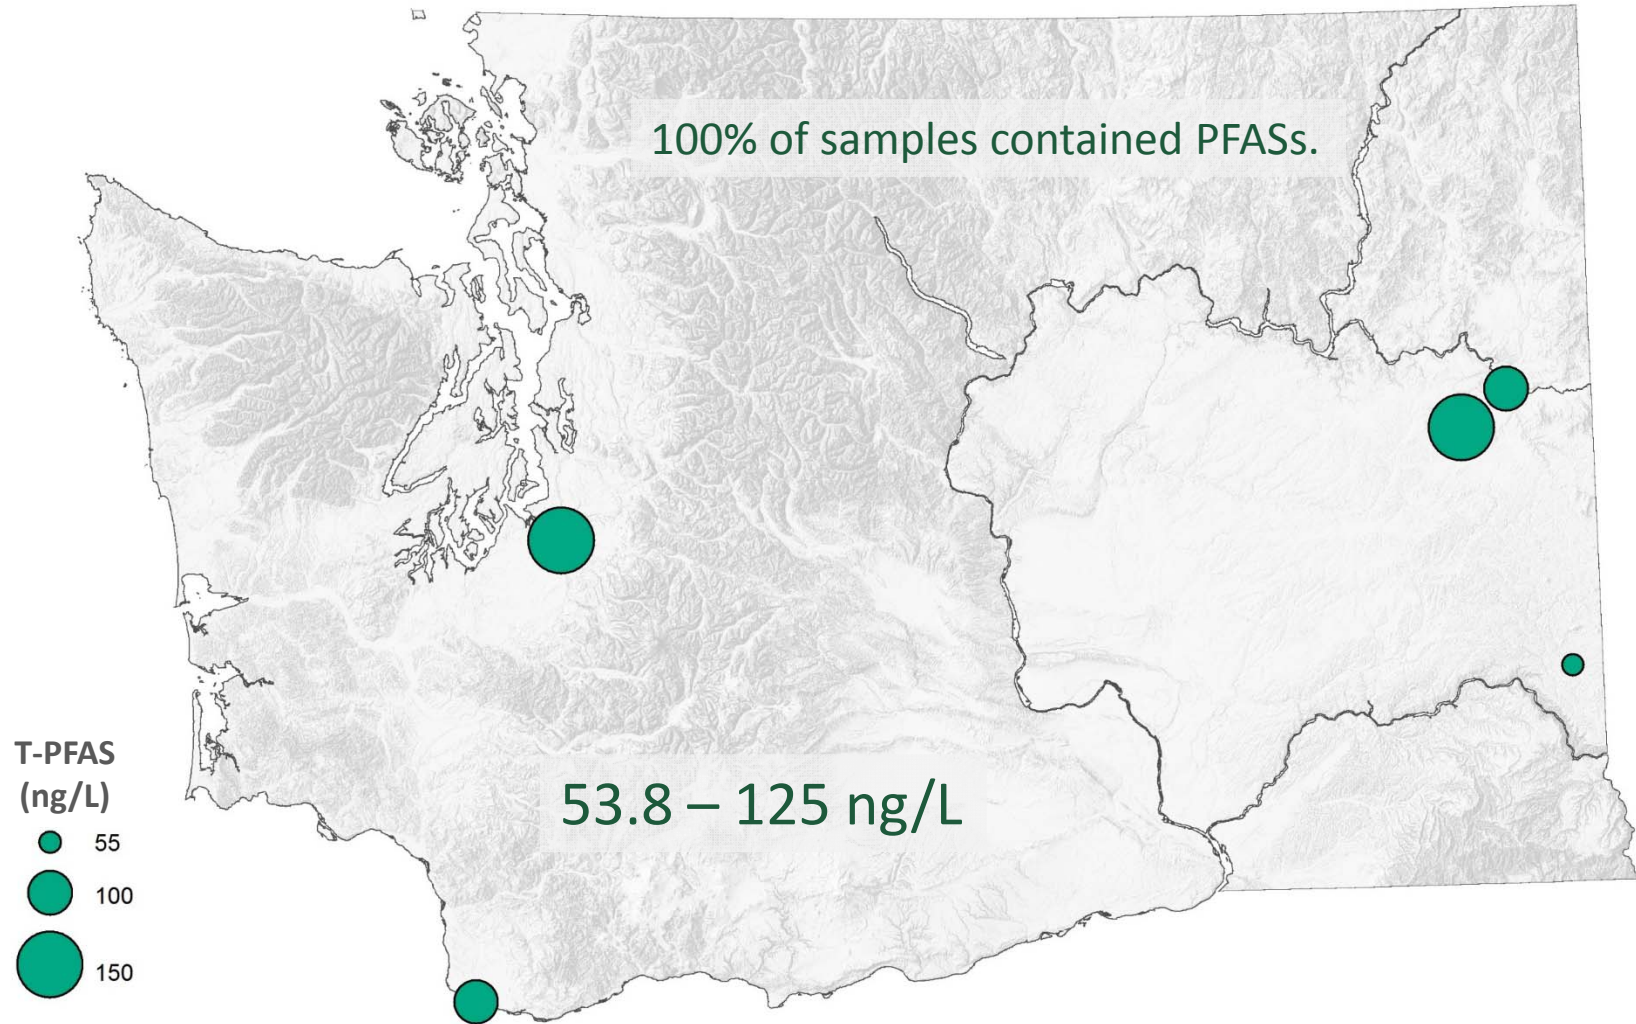 100% of samples contained PFASs.
53.8 – 125 ng/L
T-PFAS
(ng/L)
55
100
150